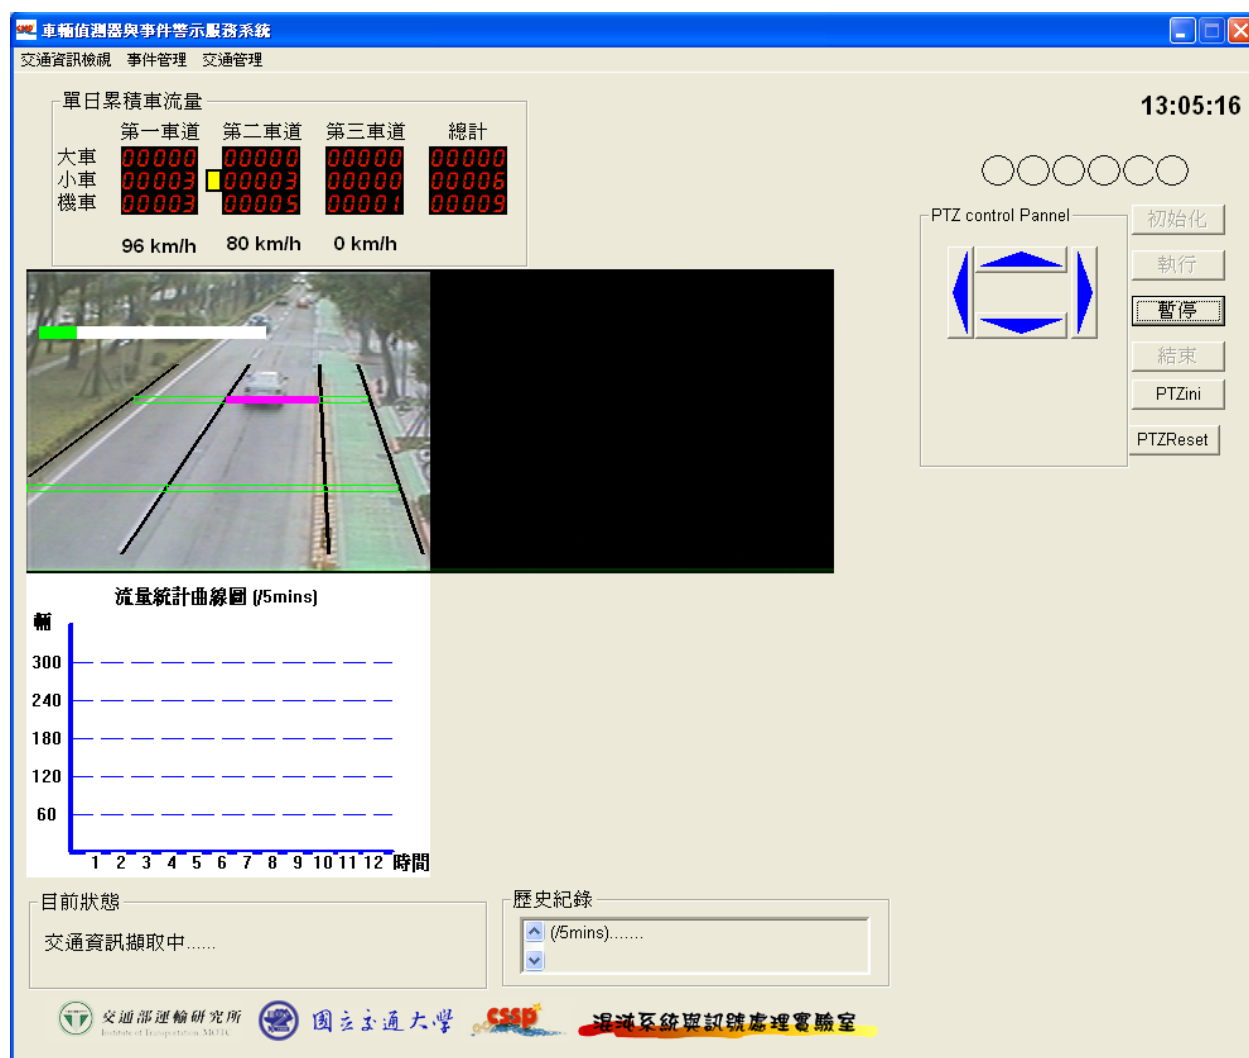 車輛偵測器與事件警示服務系統
交通資訊檢視 事件管理 交通管理
單日累積車流量
13:05:16
第一車道 第二車道 第三車道 總計
大車 00000 00000 00000 00000
小車 00003 00003 00000 00006
機車 00003 00005 00001 00009
96 km/h 80 km/h 0 km/h
PTZ control Pannel
初始化
執行
暫停
結束
PTZini
PTZReset
流量統計曲線圖 (/5mins)
輛
300
240
180
120
60
1 2 3 4 5 6 7 8 9 10 11 12 時間
目前狀態
交通資訊擷取中......
歷史紀錄
(/5mins).......
交通部運輸研究所
Institute of Transportation, MOTC
國立交通大學
CSSP
混沌系統與訊號處理實驗室